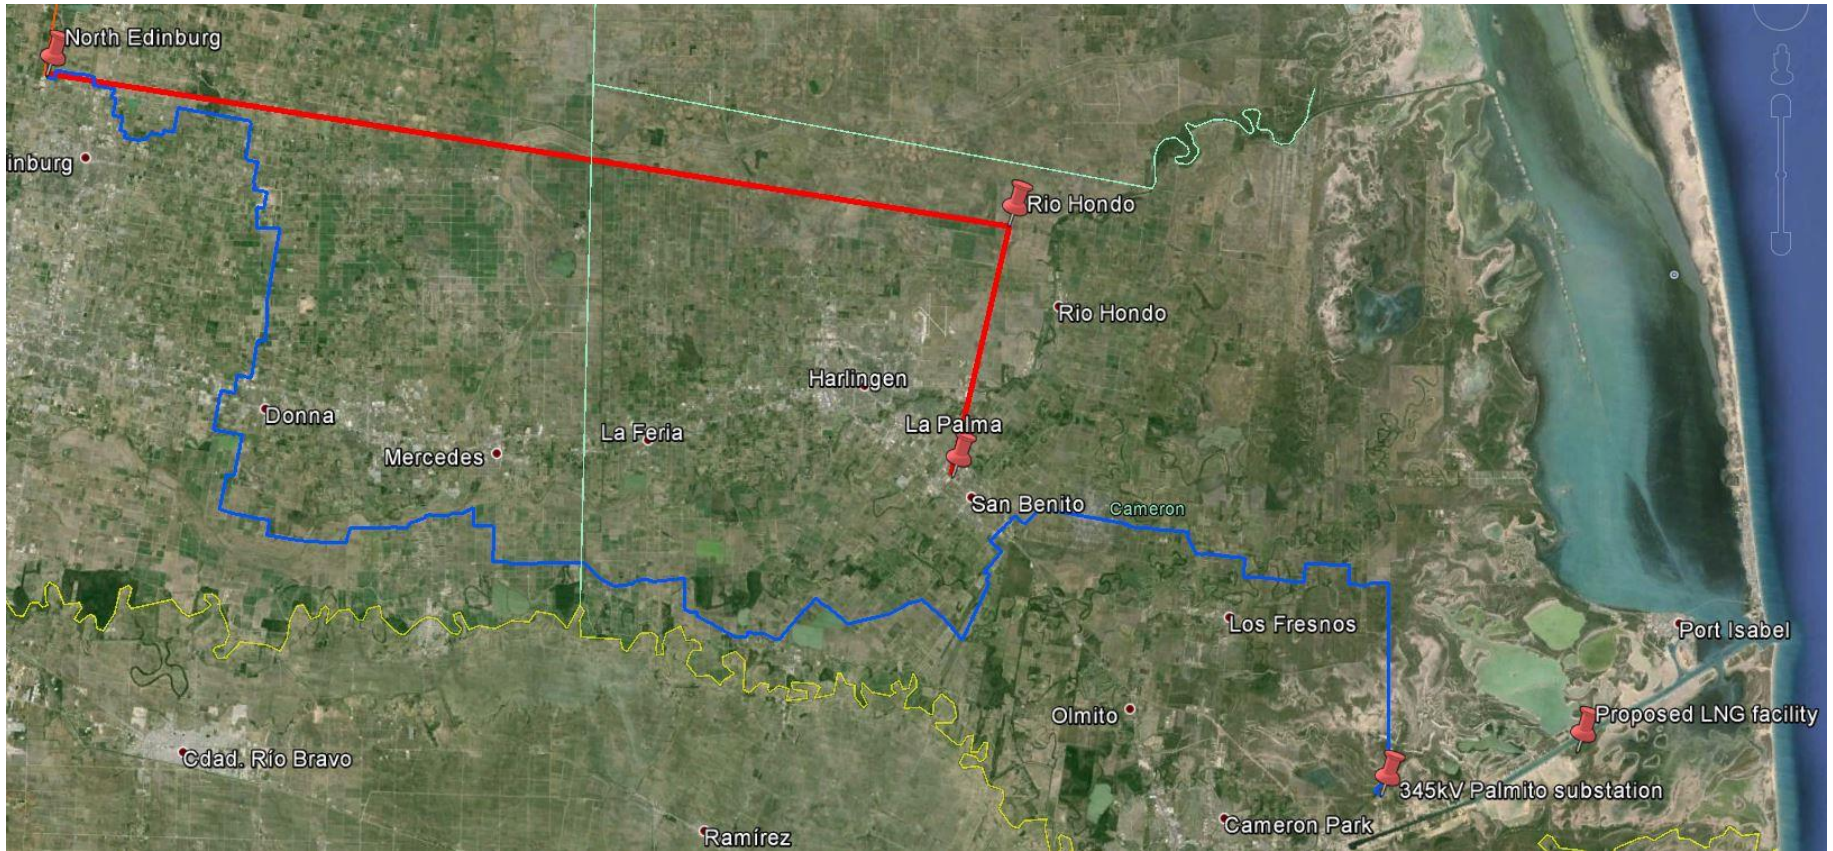 North Edinburg
inburg
Rio Hondo
Rio Hondo
Harlingen
La Palma
Donna
La Feria
Mercedes
San Benito
Cameron
Los Fresnos
Port Isabel
Olmito
Proposed LNG facility
Cdad. Río Bravo
345kV Palmito substation
Cameron Park
Ramírez